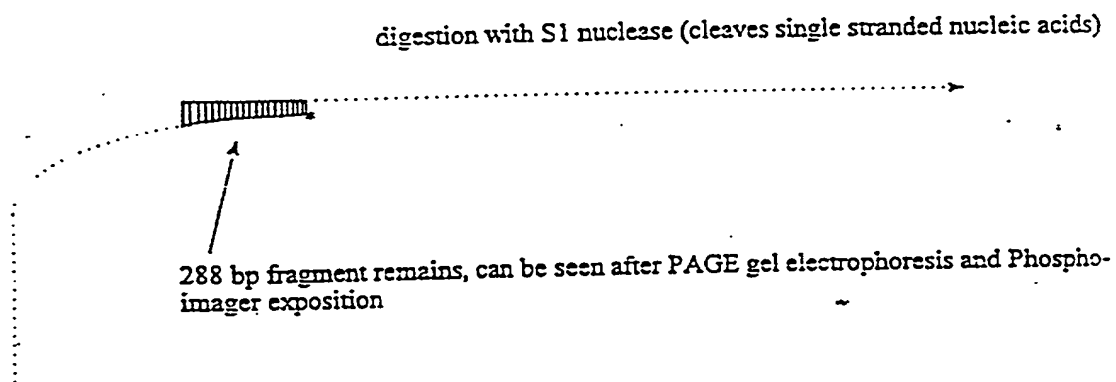 digestion with S1 nuclease (cleaves single stranded nucleic acids)
288 bp fragment remains, can be seen after PAGE gel electrophoresis and Phospho-
imager exposition